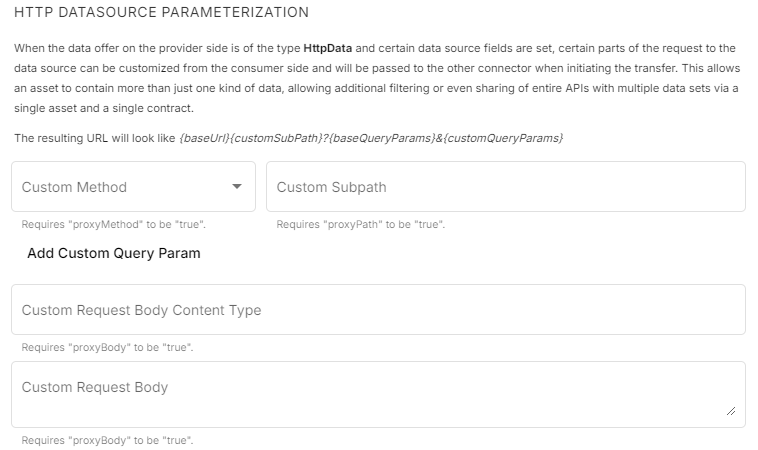 HTTP DATASOURCE PARAMETERIZATION
When the data offer on the provider side is of the type HttpData and certain data source fields are set, certain parts of the request to the
data source can be customized from the consumer side and will be passed to the other connector when initiating the transfer. This allows
an asset to contain more than just one kind of data, allowing additional filtering or even sharing of entire APIs with multiple data sets via a
single asset and a single contract.
The resulting URL will look like {baseUrl}{customSubPath}?{baseQueryParams}&{customQueryParams}
Custom Method
Custom Subpath
Requires "proxyMethod" to be "true".
Requires "proxyPath" to be "true".
Add Custom Query Param
Custom Request Body Content Type
Requires "proxyBody" to be "true".
Custom Request Body
Requires "proxyBody" to be "true".